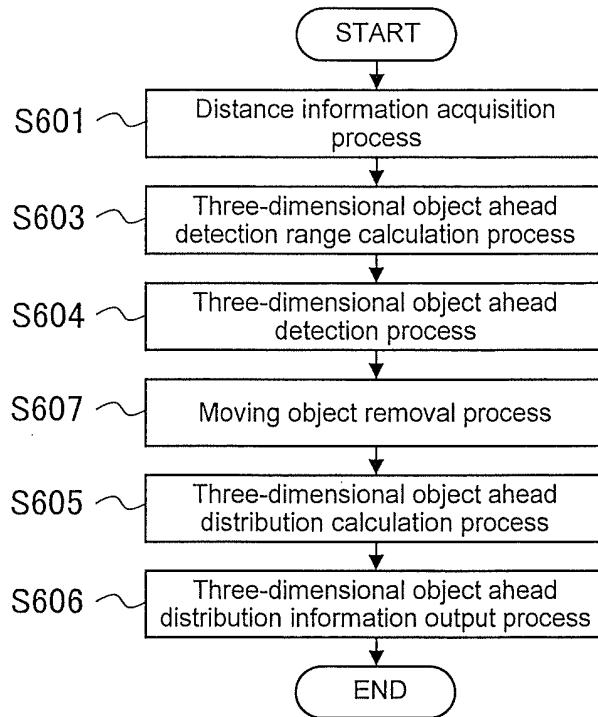 START
S601
Distance information acquisition
process
S603
Three-dimensional object ahead
detection range calculation process
S604
Three-dimensional object ahead
detection process
S607
Moving object removal process
S605
Three-dimensional object ahead
distribution calculation process
S606
Three-dimensional object ahead
distribution information output process
END